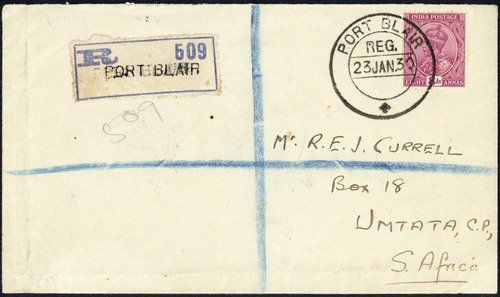 R 509
PORT BLAIR
509
PORT BLAIR
REG.
23 JAN. 3
INDIA POSTAGE
EIGHT ANNAS
Mr. R.E.J. CURRELL
Box 18
UMTATA, C.P.,
S. Africa